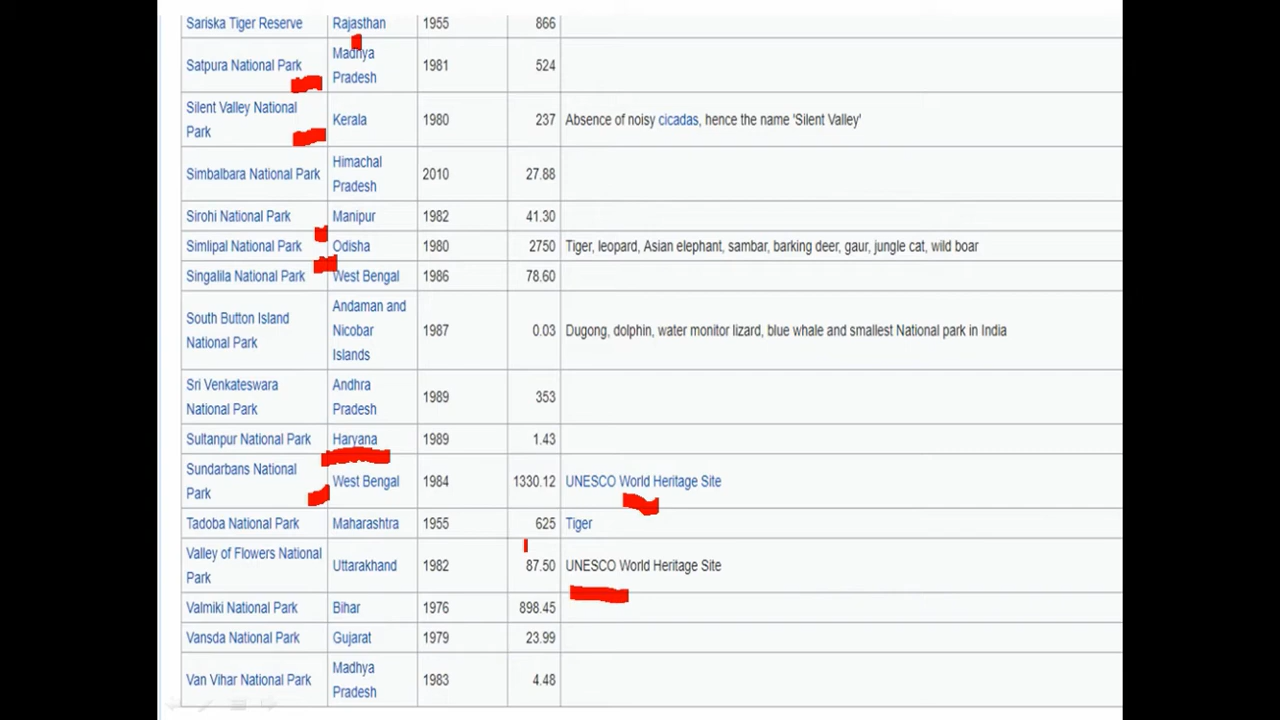 Sariska Tiger Reserve Rajasthan 1955 866
Madhya
Satpura National Park 1981 524
Pradesh
Silent Valley National
Park Kerala 1980 237 Absence of noisy cicadas, hence the name 'Silent Valley'
Himachal
Simbalbara National Park 2010 27.88
Pradesh
Sirohi National Park Manipur 1982 41.30
Simlipal National Park Odisha 1980 2750 Tiger, leopard, Asian elephant, sambar, barking deer, gaur, jungle cat, wild boar
Singalila National Park West Bengal 1986 78.60
South Button Island
National Park
Andaman and
Nicobar
Islands
1987 0.03 Dugong, dolphin, water monitor lizard, blue whale and smallest National park in India
Sri Venkateswara
National Park
Andhra
Pradesh
1989 353
Sultanpur National Park Haryana 1989 1.43
Sundarbans National
Park
West Bengal 1984 1330.12 UNESCO World Heritage Site
Tadoba National Park Maharashtra 1955 625 Tiger
Valley of Flowers National
Park
Uttarakhand 1982 87.50 UNESCO World Heritage Site
Valmiki National Park Bihar 1976 898.45
Vansda National Park Gujarat 1979 23.99
Van Vihar National Park
Madhya
Pradesh
1983 4.48